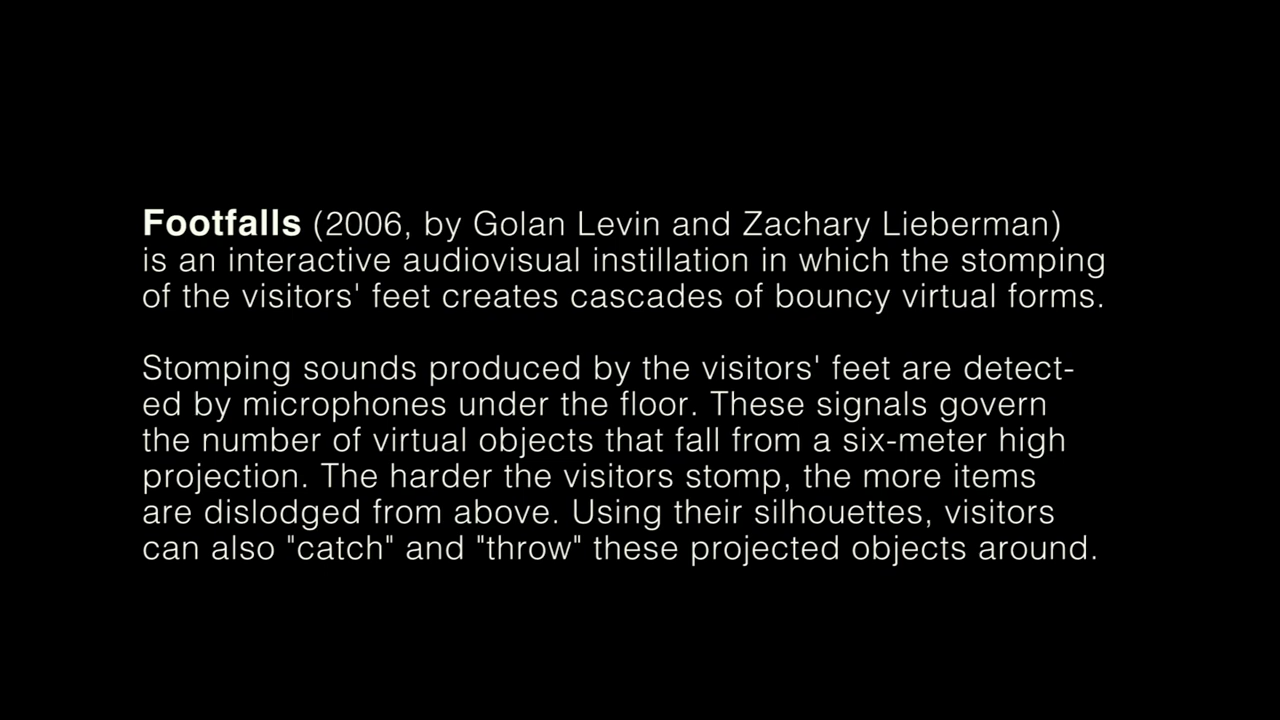 Footfalls (2006, by Golan Levin and Zachary Lieberman)
is an interactive audiovisual instillation in which the stomping
of the visitors' feet creates cascades of bouncy virtual forms.
Stomping sounds produced by the visitors' feet are detect-
ed by microphones under the floor. These signals govern
the number of virtual objects that fall from a six-meter high
projection. The harder the visitors stomp, the more items
are dislodged from above. Using their silhouettes, visitors
can also "catch" and "throw" these projected objects around.